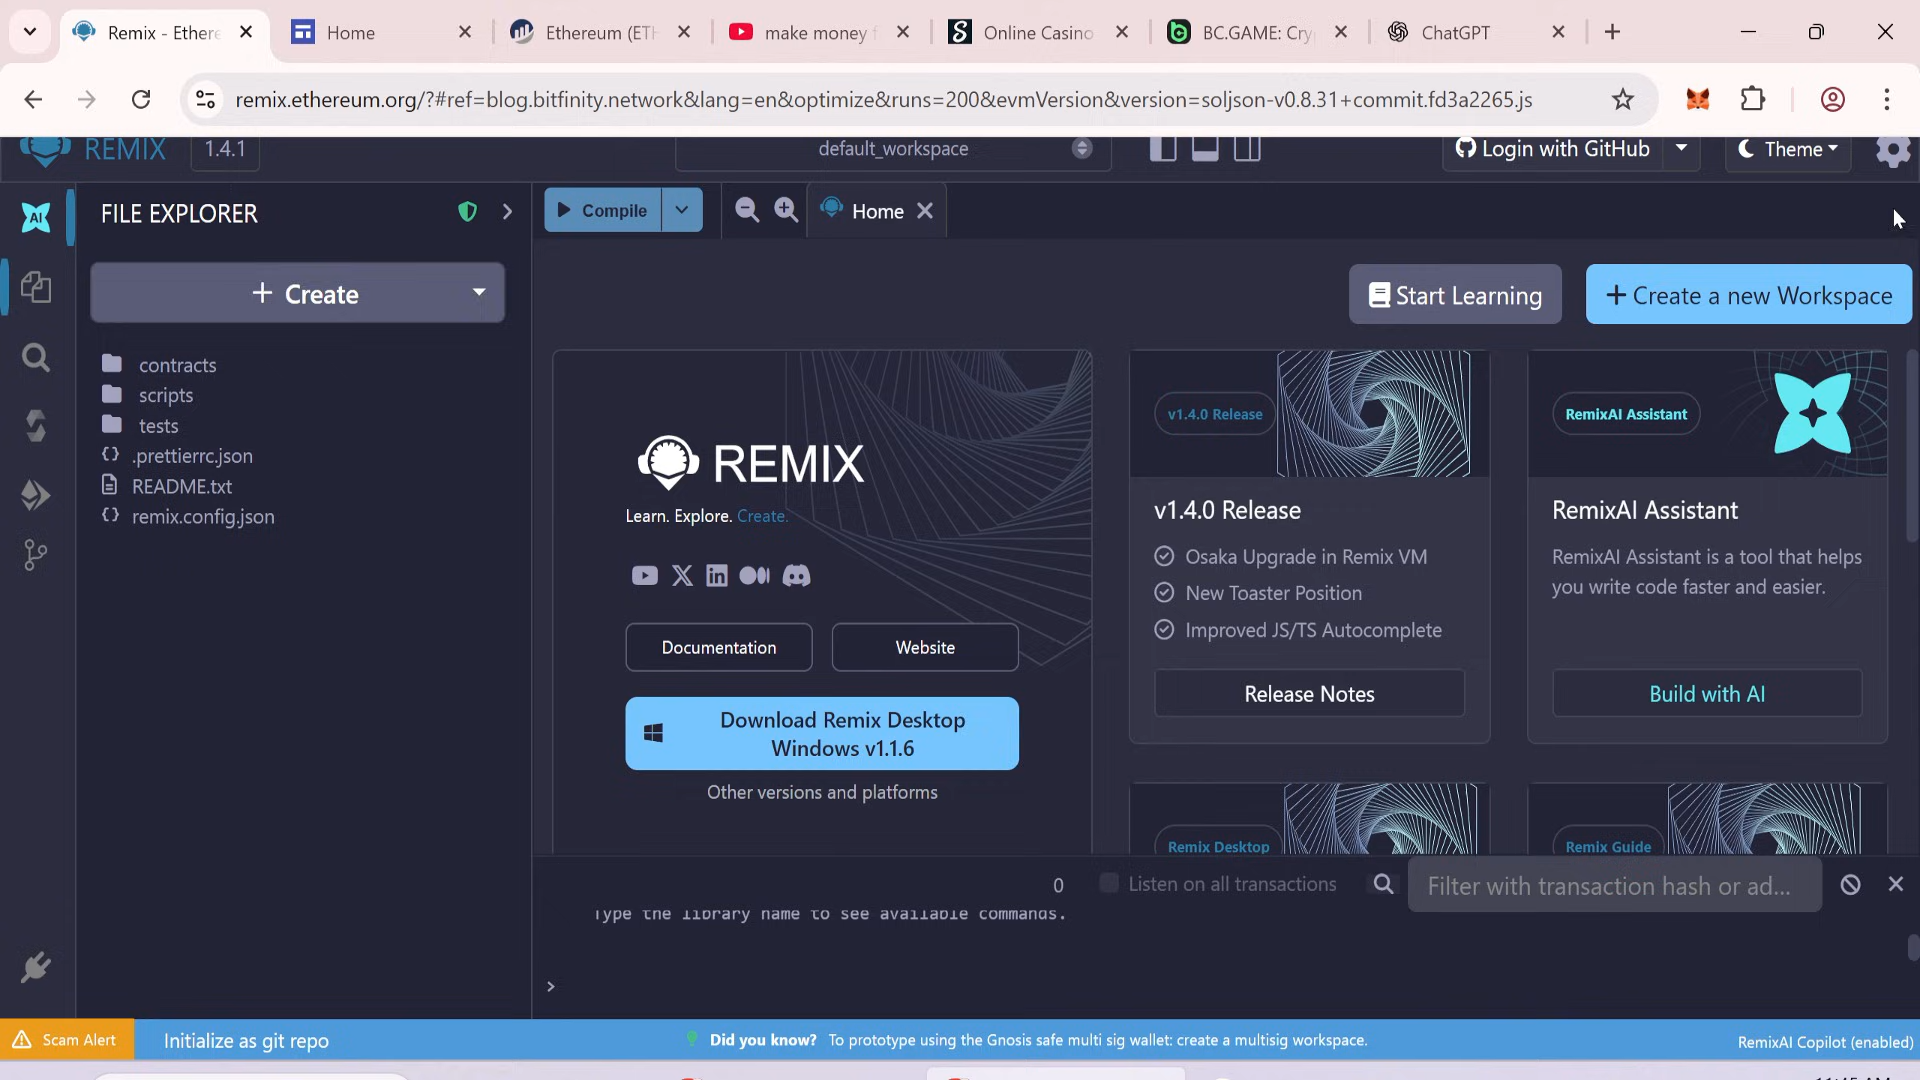 Remix - Ethere
Home
Ethereum (ETH
make money f
Online Casino
BC.GAME: Cry
ChatGPT
remix.ethereum.org/?#ref=blog.bitfinity.network&lang=en&optimize&runs=200&evmVersion&version=soljson-v0.8.31+commit.fd3a2265.js
REMIX
1.4.1
default_workspace
Login with GitHub
Theme
AI
FILE EXPLORER
Compile
Home
+ Create
Start Learning
+ Create a new Workspace
contracts
scripts
tests
.prettierrc.json
README.txt
remix.config.json
REMIX
Learn. Explore. Create.
Documentation
Website
Download Remix Desktop
Windows v1.1.6
Other versions and platforms
v1.4.0 Release
v1.4.0 Release
Osaka Upgrade in Remix VM
New Toaster Position
Improved JS/TS Autocomplete
Release Notes
RemixAI Assistant
RemixAI Assistant
RemixAI Assistant is a tool that helps
you write code faster and easier.
Build with AI
Remix Desktop
Remix Guide
0
Listen on all transactions
Filter with transaction hash or ad...
Type the library name to see available commands.
>
Scam Alert
Initialize as git repo
Did you know? To prototype using the Gnosis safe multi sig wallet: create a multisig workspace.
RemixAI Copilot (enabled)